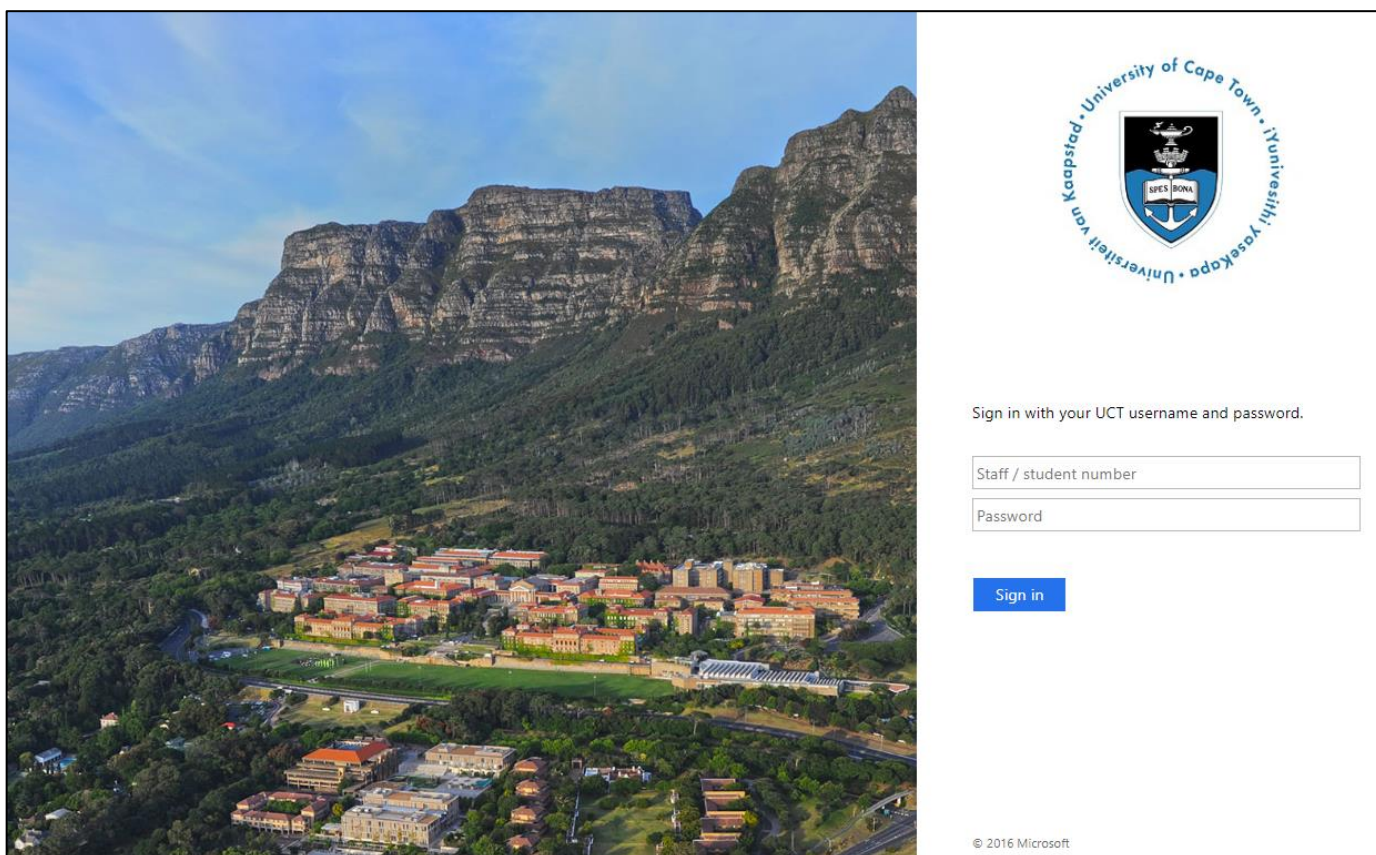 University of Cape Town • iYunivesithi yaseKapa • Universiteit van Kaapstad •
SPES BONA
Sign in with your UCT username and password.
Staff / student number
Password
Sign in
© 2016 Microsoft